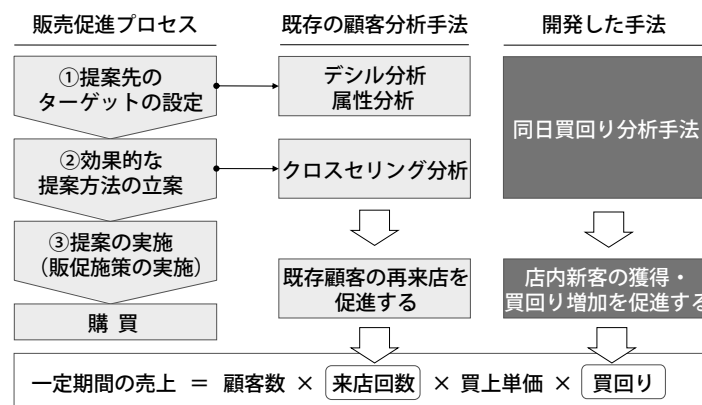 販売促進プロセス
既存の顧客分析手法
開発した手法
①提案先の
ターゲットの設定
デシル分析
属性分析
同日買回り分析手法
②効果的な
提案方法の立案
クロスセリング分析
③提案の実施
（販促施策の実施）
既存顧客の再来店を
促進する
店内新客の獲得・
買回り増加を促進する
購 買
一定期間の売上 ＝ 顧客数 × 来店回数 × 買上単価 × 買回り